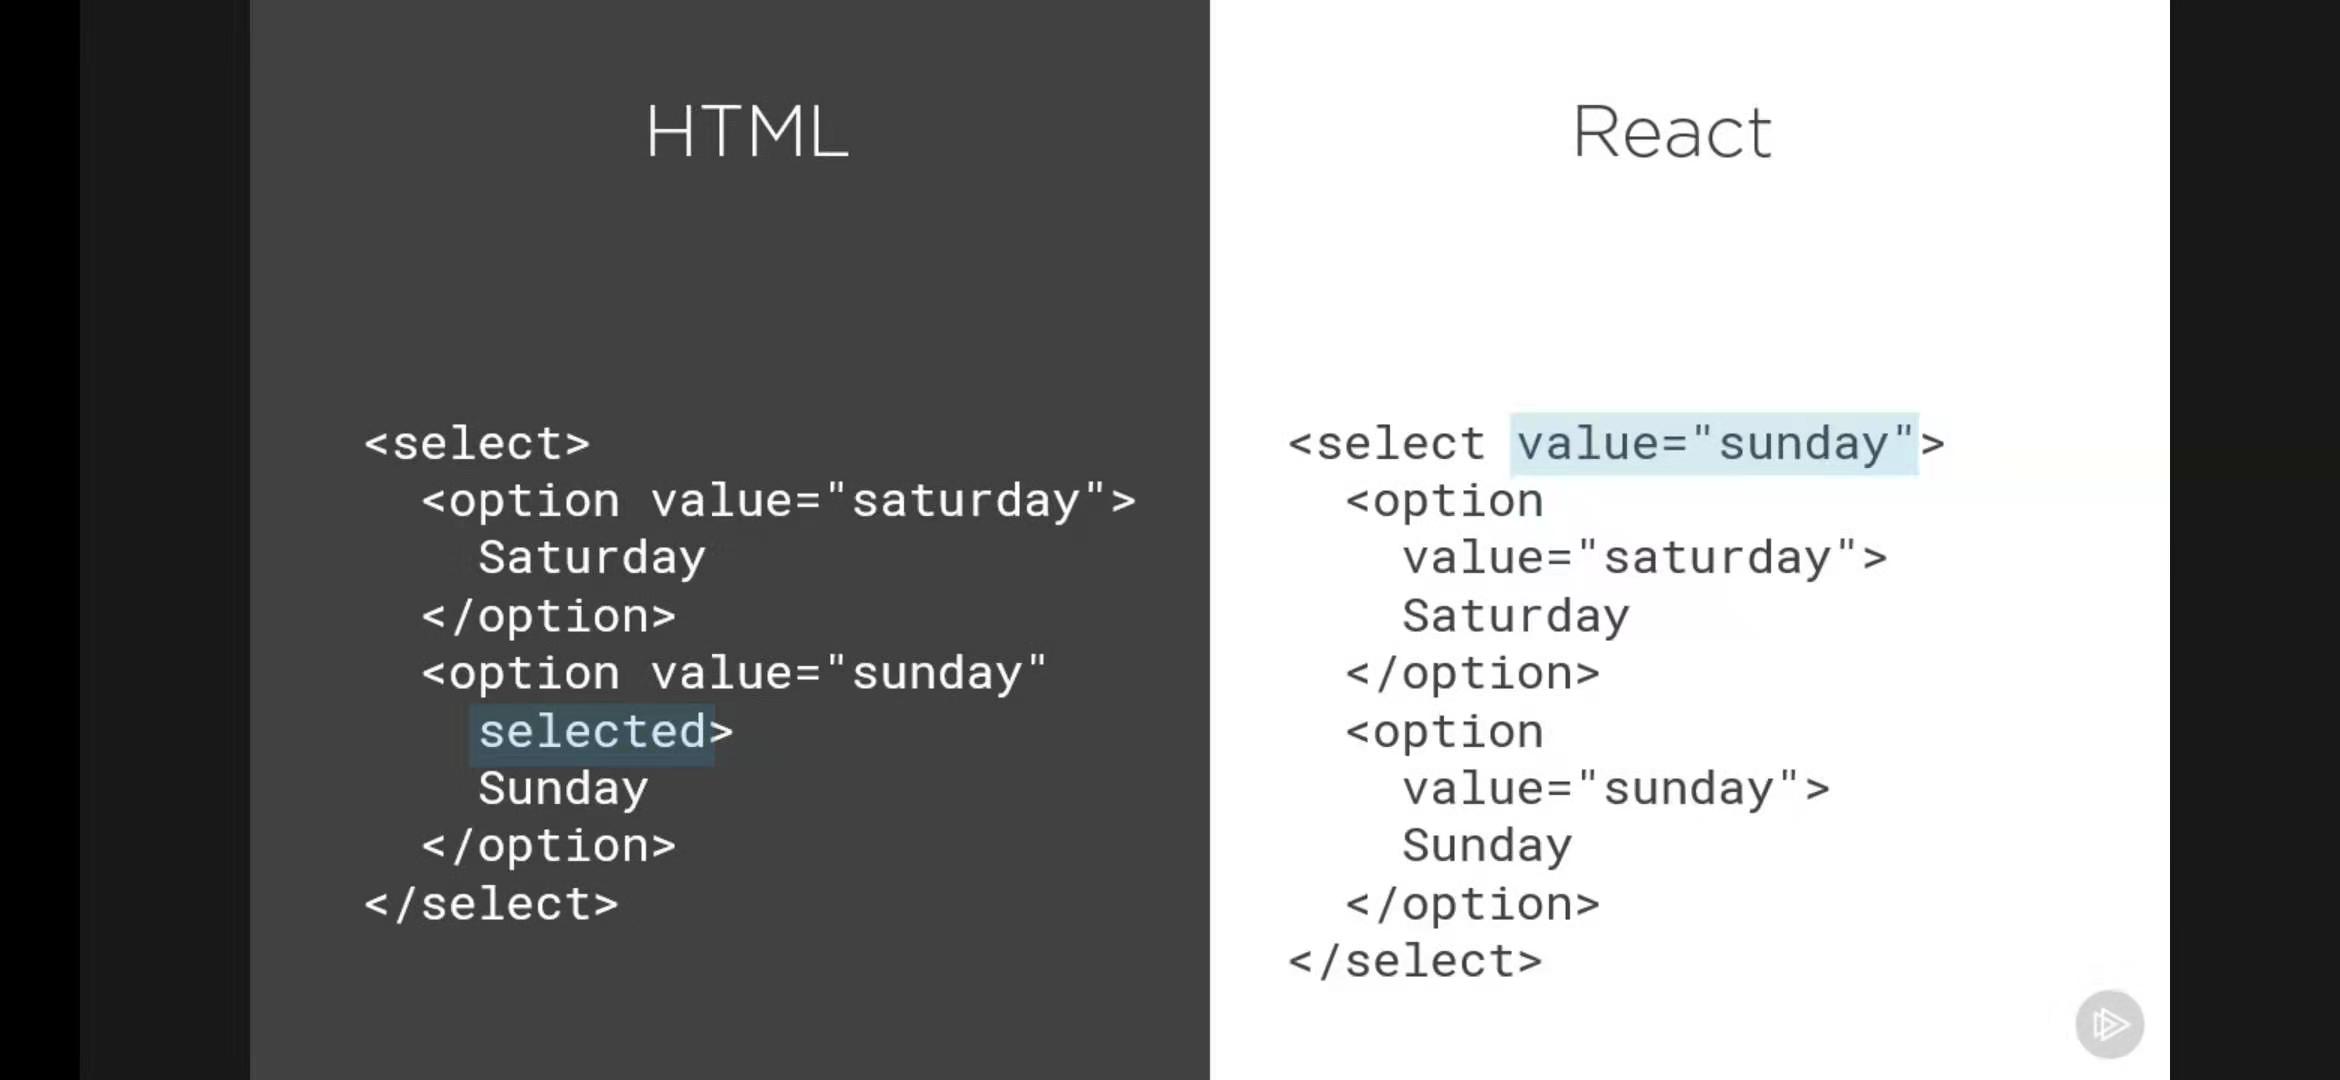 HTML
<select>
  <option value="saturday">
    Saturday
  </option>
  <option value="sunday"
    selected>
    Sunday
  </option>
</select>
React
<select value="sunday">
  <option
    value="saturday">
    Saturday
  </option>
  <option
    value="sunday">
    Sunday
  </option>
</select>